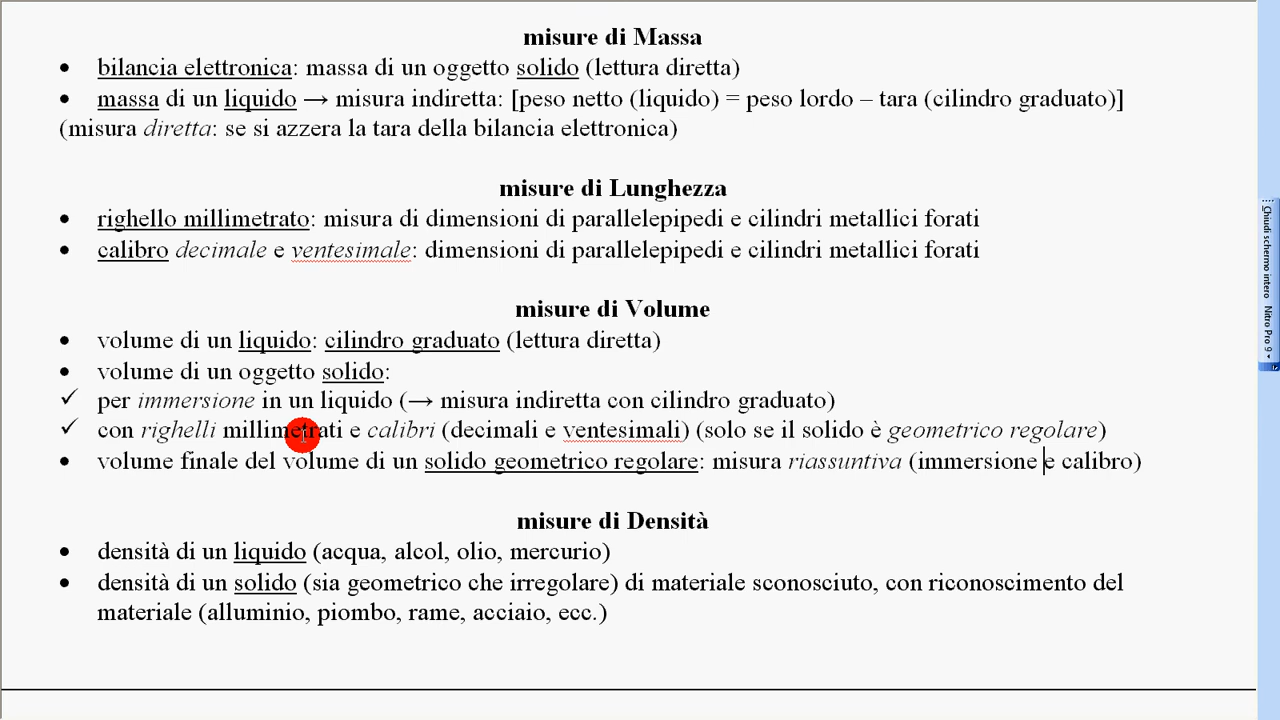 misure di Massa
• bilancia elettronica: massa di un oggetto solido (lettura diretta)
• massa di un liquido → misura indiretta: [peso netto (liquido) = peso lordo – tara (cilindro graduato)]
(misura diretta: se si azzera la tara della bilancia elettronica)
misure di Lunghezza
• righello millimetrato: misura di dimensioni di parallelepipedi e cilindri metallici forati
• calibro decimale e ventesimale: dimensioni di parallelepipedi e cilindri metallici forati
misure di Volume
• volume di un liquido: cilindro graduato (lettura diretta)
• volume di un oggetto solido:
✓ per immersione in un liquido (→ misura indiretta con cilindro graduato)
✓ con righelli millimetrati e calibri (decimali e ventesimali) (solo se il solido è geometrico regolare)
• volume finale del volume di un solido geometrico regolare: misura riassuntiva (immersione e calibro)
misure di Densità
• densità di un liquido (acqua, alcol, olio, mercurio)
• densità di un solido (sia geometrico che irregolare) di materiale sconosciuto, con riconoscimento del
materiale (alluminio, piombo, rame, acciaio, ecc.)
Chiudi schermo intero Nitro Pro 9